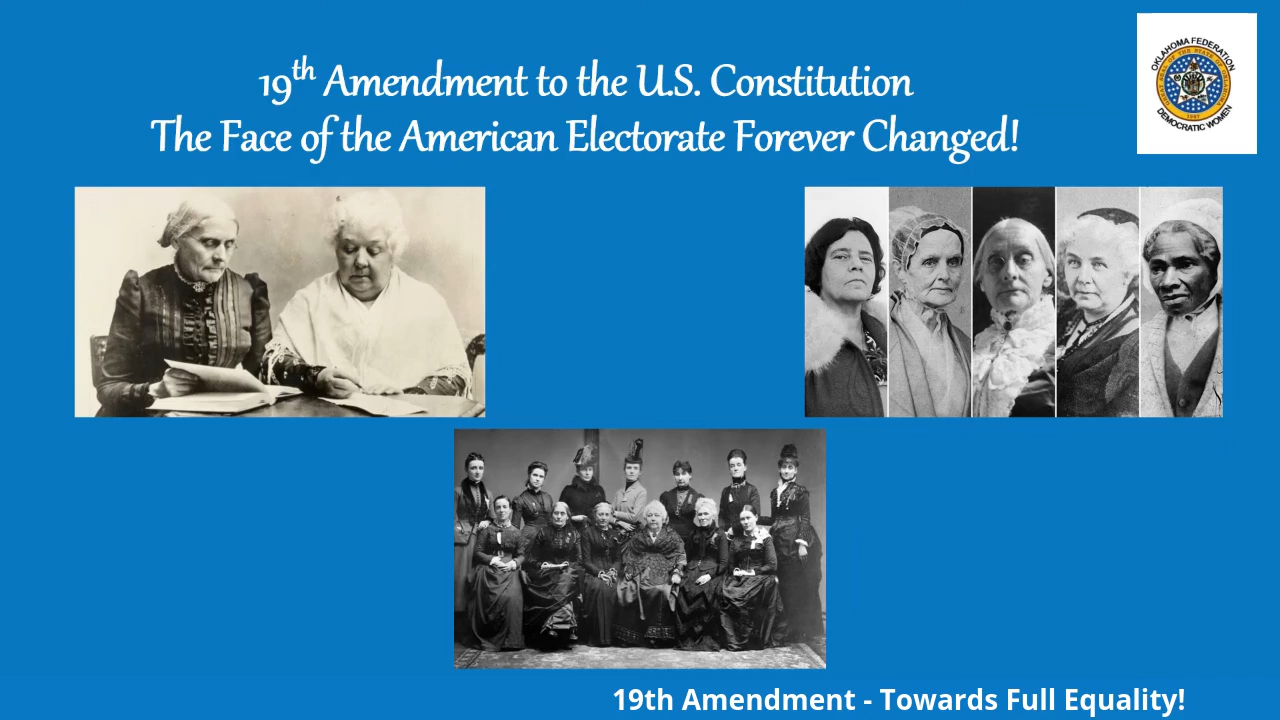 19th Amendment to the U.S. Constitution
The Face of the American Electorate Forever Changed!
OKLAHOMA FEDERATION
DEMOCRATIC WOMEN
19th Amendment - Towards Full Equality!